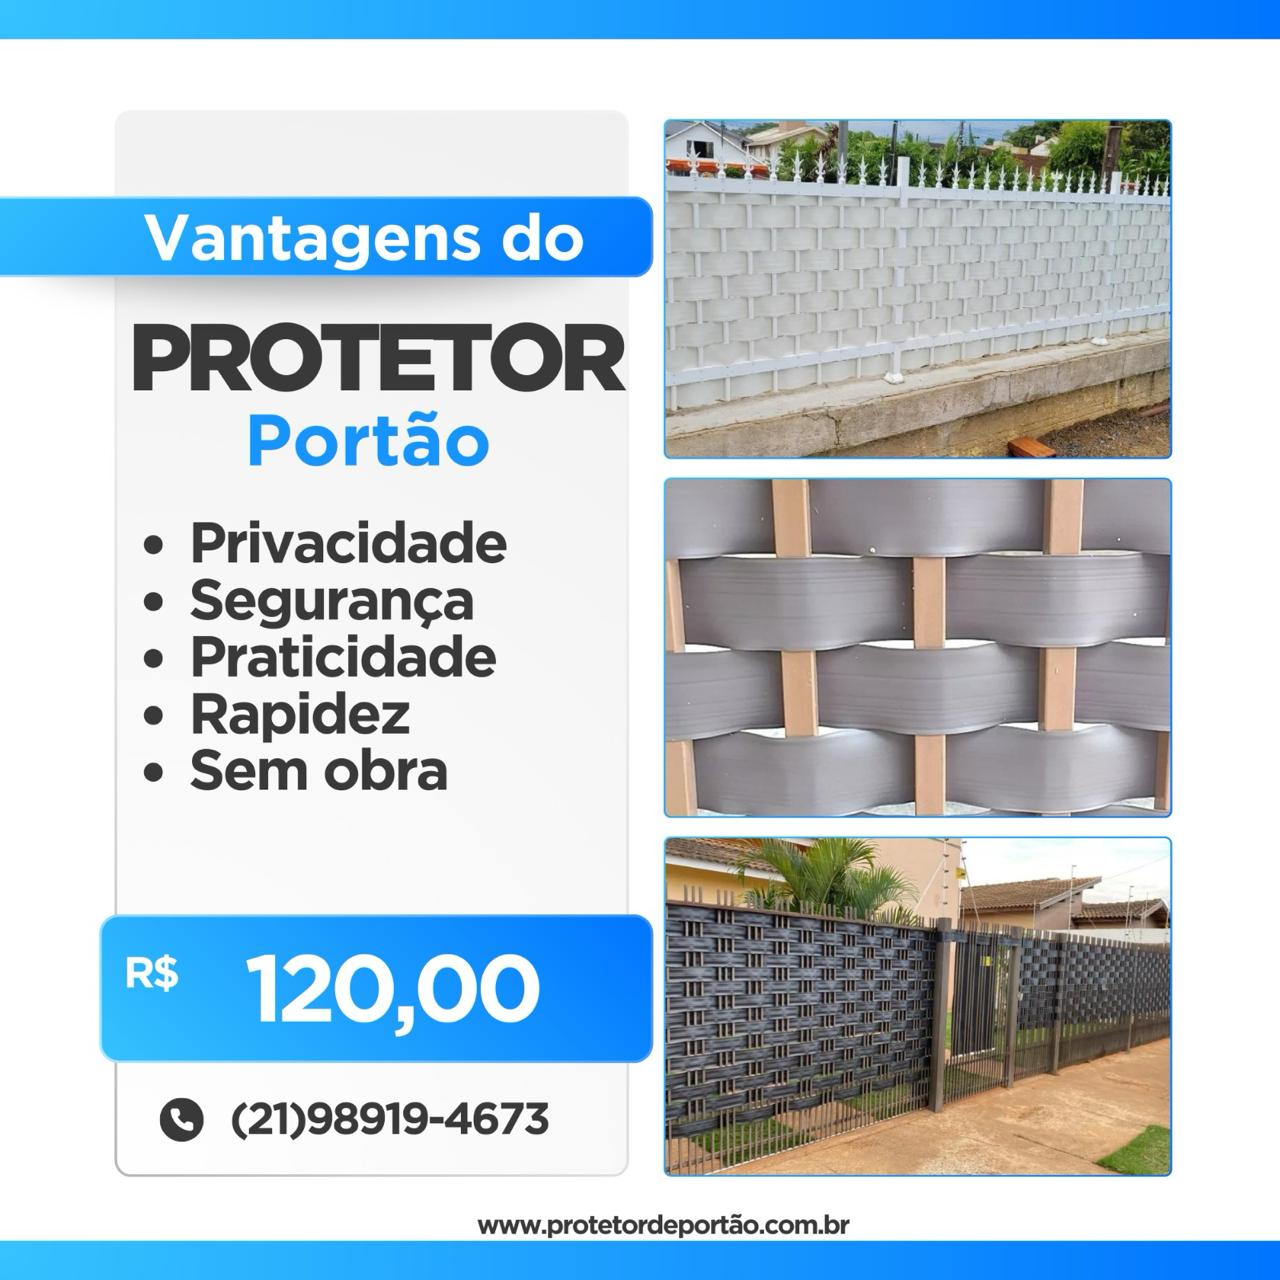 Vantagens do
PROTETOR
Portão
• Privacidade
• Segurança
• Praticidade
• Rapidez
• Sem obra
R$ 120,00
(21)98919-4673
www.protetordeportão.com.br